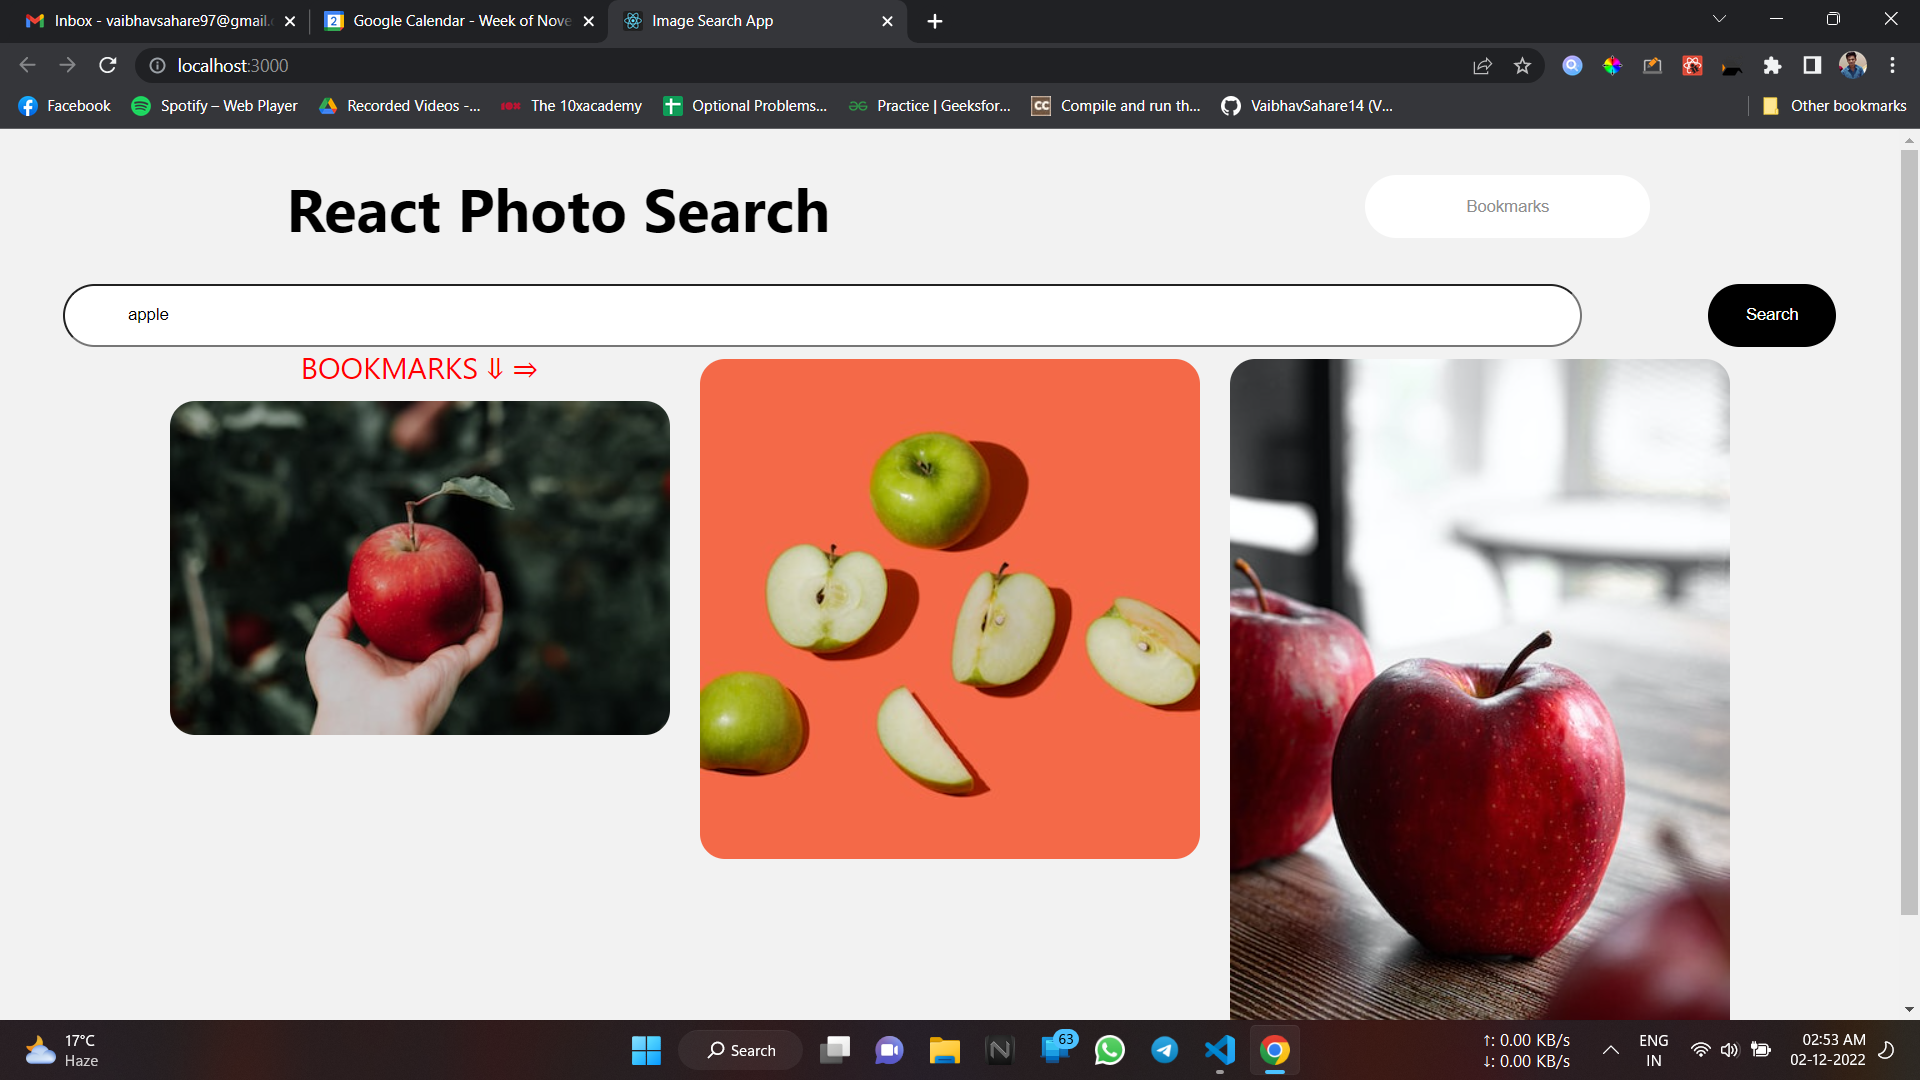 Inbox - vaibhavsahare97@gmail.
Google Calendar - Week of Nove
Image Search App
localhost:3000
Facebook
Spotify – Web Player
Recorded Videos -...
10X
The 10xacademy
Optional Problems...
Practice | Geeksfor...
CC
Compile and run th...
VaibhavSahare14 (V...
Other bookmarks
React Photo Search
Bookmarks
apple
Search
BOOKMARKS ⇓ ⇒
17°C
Haze
Search
63
↑: 0.00 KB/s
↓: 0.00 KB/s
ENG
IN
02:53 AM
02-12-2022